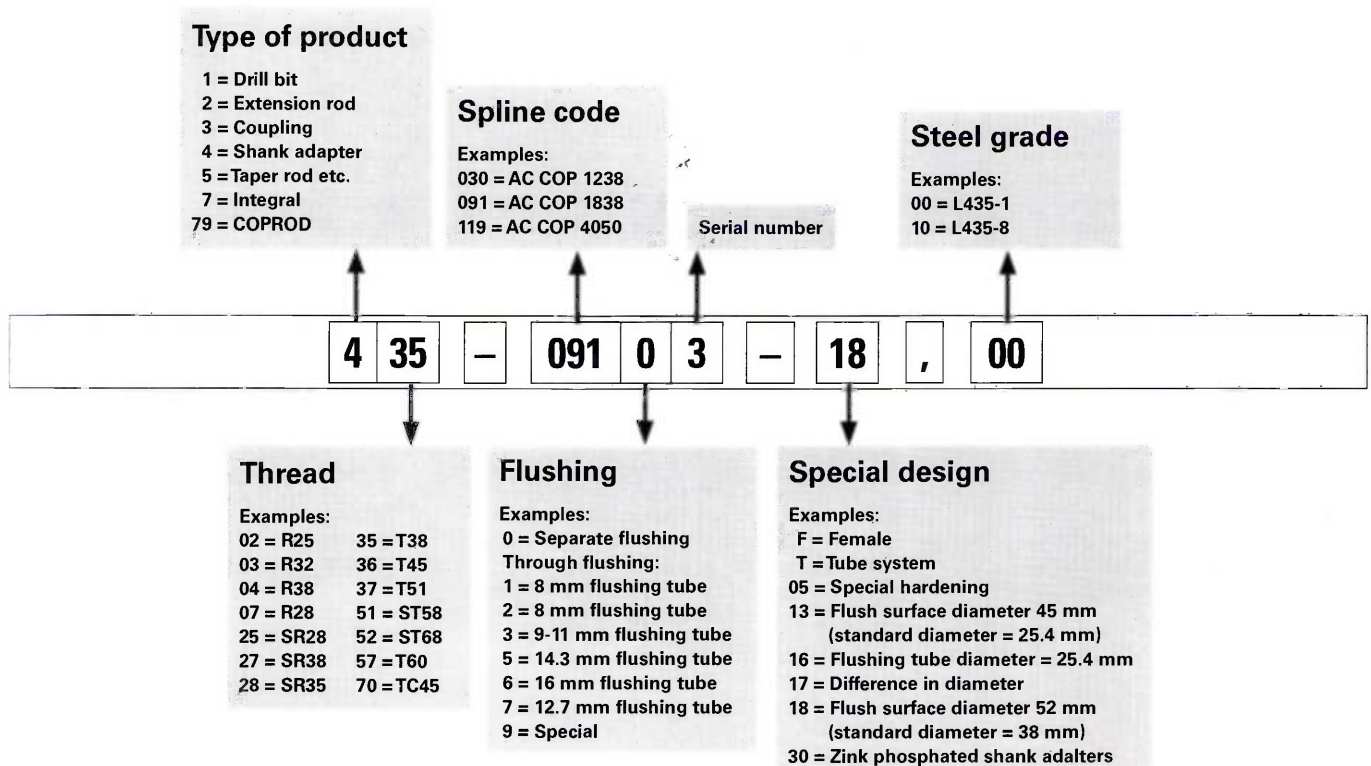 Type of product
1 = Drill bit
2 = Extension rod
3 = Coupling
4 = Shank adapter
5 = Taper rod etc.
7 = Integral
79 = COPROD
Spline code
Examples:
030 = AC COP 1238
091 = AC COP 1838
119 = AC COP 4050
Serial number
Steel grade
Examples:
00 = L435-1
10 = L435-8
4 35 – 091 0 3 – 18 , 00
Thread
Examples:
02 = R25 35 = T38
03 = R32 36 = T45
04 = R38 37 = T51
07 = R28 51 = ST58
25 = SR28 52 = ST68
27 = SR38 57 = T60
28 = SR35 70 = TC45
Flushing
Examples:
0 = Separate flushing
Through flushing:
1 = 8 mm flushing tube
2 = 8 mm flushing tube
3 = 9-11 mm flushing tube
5 = 14.3 mm flushing tube
6 = 16 mm flushing tube
7 = 12.7 mm flushing tube
9 = Special
Special design
Examples:
F = Female
T = Tube system
05 = Special hardening
13 = Flush surface diameter 45 mm
(standard diameter = 25.4 mm)
16 = Flushing tube diameter = 25.4 mm
17 = Difference in diameter
18 = Flush surface diameter 52 mm
(standard diameter = 38 mm)
30 = Zink phosphated shank adalters